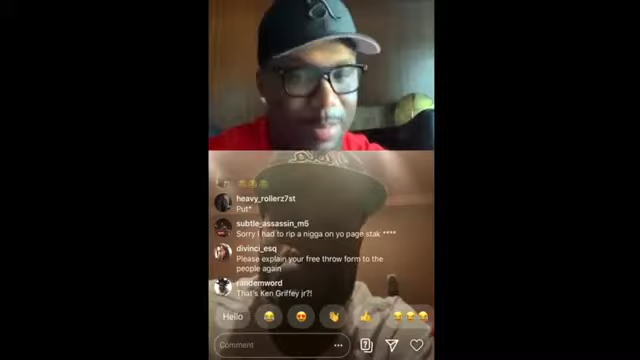 heavy_rollerz7st
Put*
subtle_assassin_m5
Sorry I had to rip a nigga on yo page stak ****
divinci_esq
Please explain your free throw form to the
people again
randemword
That's Ken Griffey jr?!
Hello
Comment